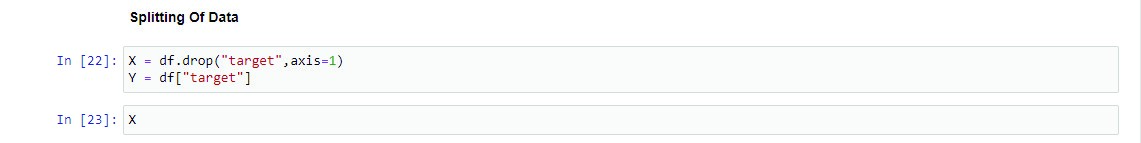 Splitting Of Data
In [22]: X = df.drop("target",axis=1)
Y = df["target"]
In [23]: X